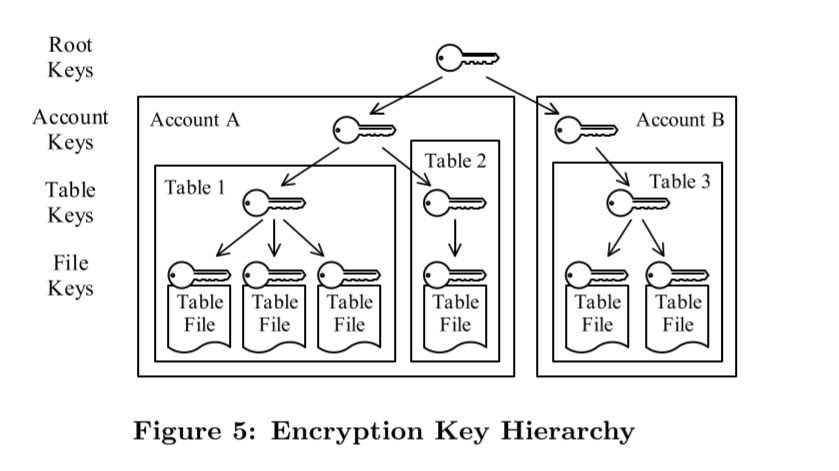 Root
Keys
Account
Keys
Account A
Account B
Table
Keys
Table 1
Table 2
Table 3
File
Keys
Table
File
Table
File
Table
File
Table
File
Table
File
Table
File
Figure 5: Encryption Key Hierarchy